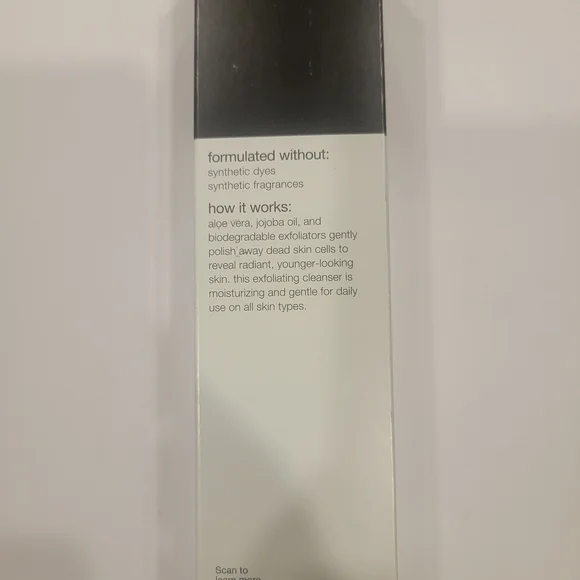 formulated without:
synthetic dyes
synthetic fragrances
how it works:
aloe vera, jojoba oil, and
biodegradable exfoliators gently
polish away dead skin cells to
reveal radiant, younger-looking
skin. this exfoliating cleanser is
moisturizing and gentle for daily
use on all skin types.
Scan to
learn more